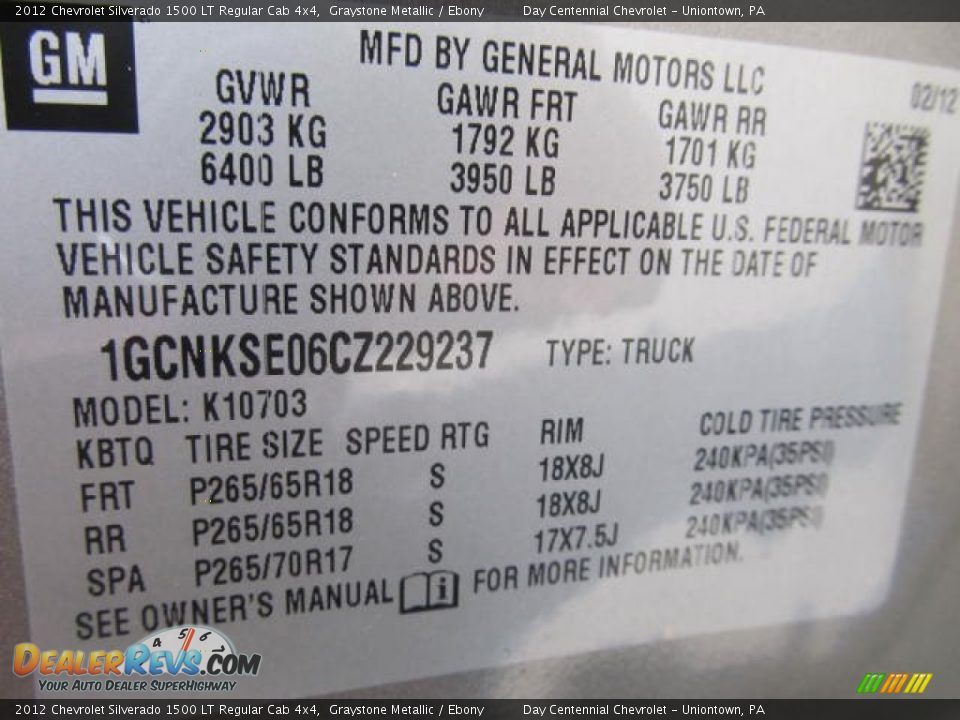 2012 Chevrolet Silverado 1500 LT Regular Cab 4x4, Graystone Metallic / Ebony Day Centennial Chevrolet - Uniontown, PA
GM
MFD BY GENERAL MOTORS LLC
02/12
GVWR GAWR FRT GAWR RR
2903 KG 1792 KG 1701 KG
6400 LB 3950 LB 3750 LB
THIS VEHICLE CONFORMS TO ALL APPLICABLE U.S. FEDERAL MOTOR
VEHICLE SAFETY STANDARDS IN EFFECT ON THE DATE OF
MANUFACTURE SHOWN ABOVE.
1GCNKSE06CZ229237 TYPE: TRUCK
MODEL: K10703
KBTQ TIRE SIZE SPEED RTG RIM COLD TIRE PRESSURE
FRT P265/65R18 S 18X8J 240KPA(35PSI)
RR P265/65R18 S 18X8J 240KPA(35PSI)
SPA P265/70R17 S 17X7.5J 240KPA(35PSI)
SEE OWNER'S MANUAL i FOR MORE INFORMATION.
4 5 6
DEALERREVS.COM
YOUR AUTO DEALER SUPERHIGHWAY
2012 Chevrolet Silverado 1500 LT Regular Cab 4x4, Graystone Metallic / Ebony Day Centennial Chevrolet - Uniontown, PA